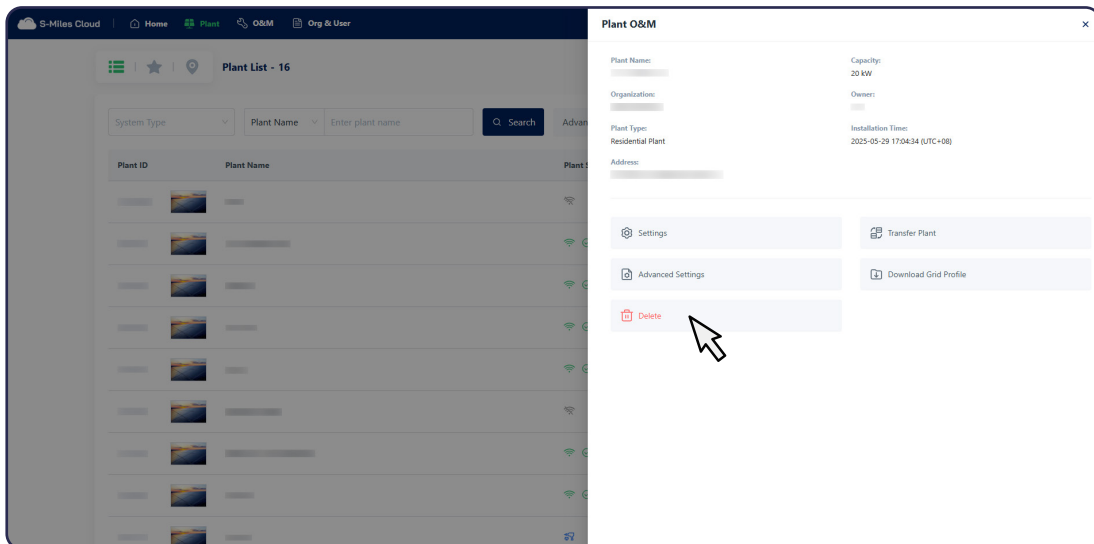 S-Miles Cloud
Home
Plant
O&M
Org & User
Plant List - 16
System Type
Plant Name
Enter plant name
Search
Advan
Plant ID
Plant Name
Plant S
Plant O&M
Plant Name:
Capacity:
20 kW
Organization:
Owner:
Plant Type:
Residential Plant
Installation Time:
2025-05-29 17:04:34 (UTC+08)
Address:
Settings
Transfer Plant
Advanced Settings
Download Grid Profile
Delete